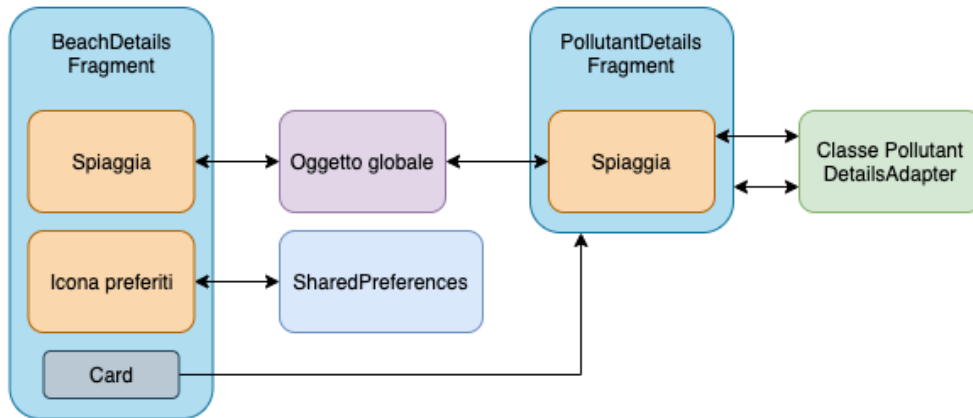 BeachDetails
Fragment
PollutantDetails
Fragment
Spiaggia
Oggetto globale
Spiaggia
Classe Pollutant
DetailsAdapter
Icona preferiti
SharedPreferences
Card